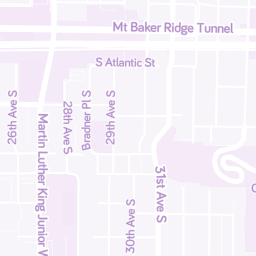 Mt Baker Ridge Tunnel
S Atlantic St
26th Ave S
Martin Luther King Junior W
28th Ave S
Bradner Pl S
29th Ave S
31st Ave S
30th Ave S